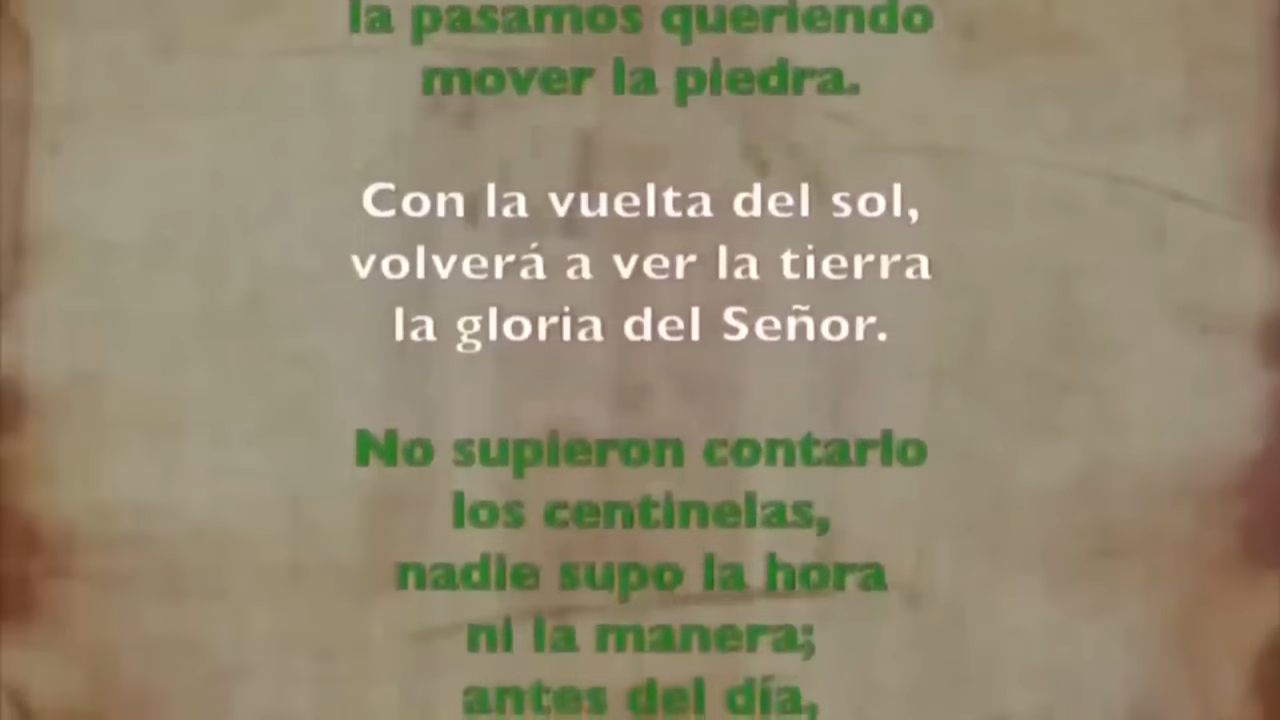 la pasamos queriendo
mover la piedra.
Con la vuelta del sol,
volverá a ver la tierra
la gloria del Señor.
No supieron contarlo
los centinelas,
nadie supo la hora
ni la manera;
antes del día,